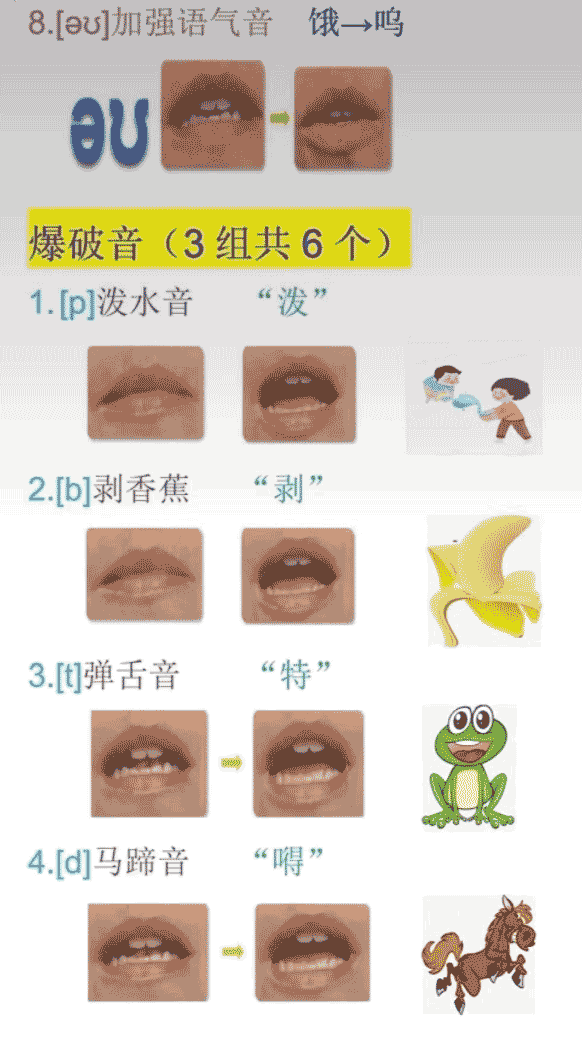 8.[əʊ]加强语气音 饿→呜
əʊ
爆破音（3组共6个）
1.[p]泼水音 “泼”
2.[b]剥香蕉 “剥”
3.[t]弹舌音 “特”
4.[d]马蹄音 “嘚”